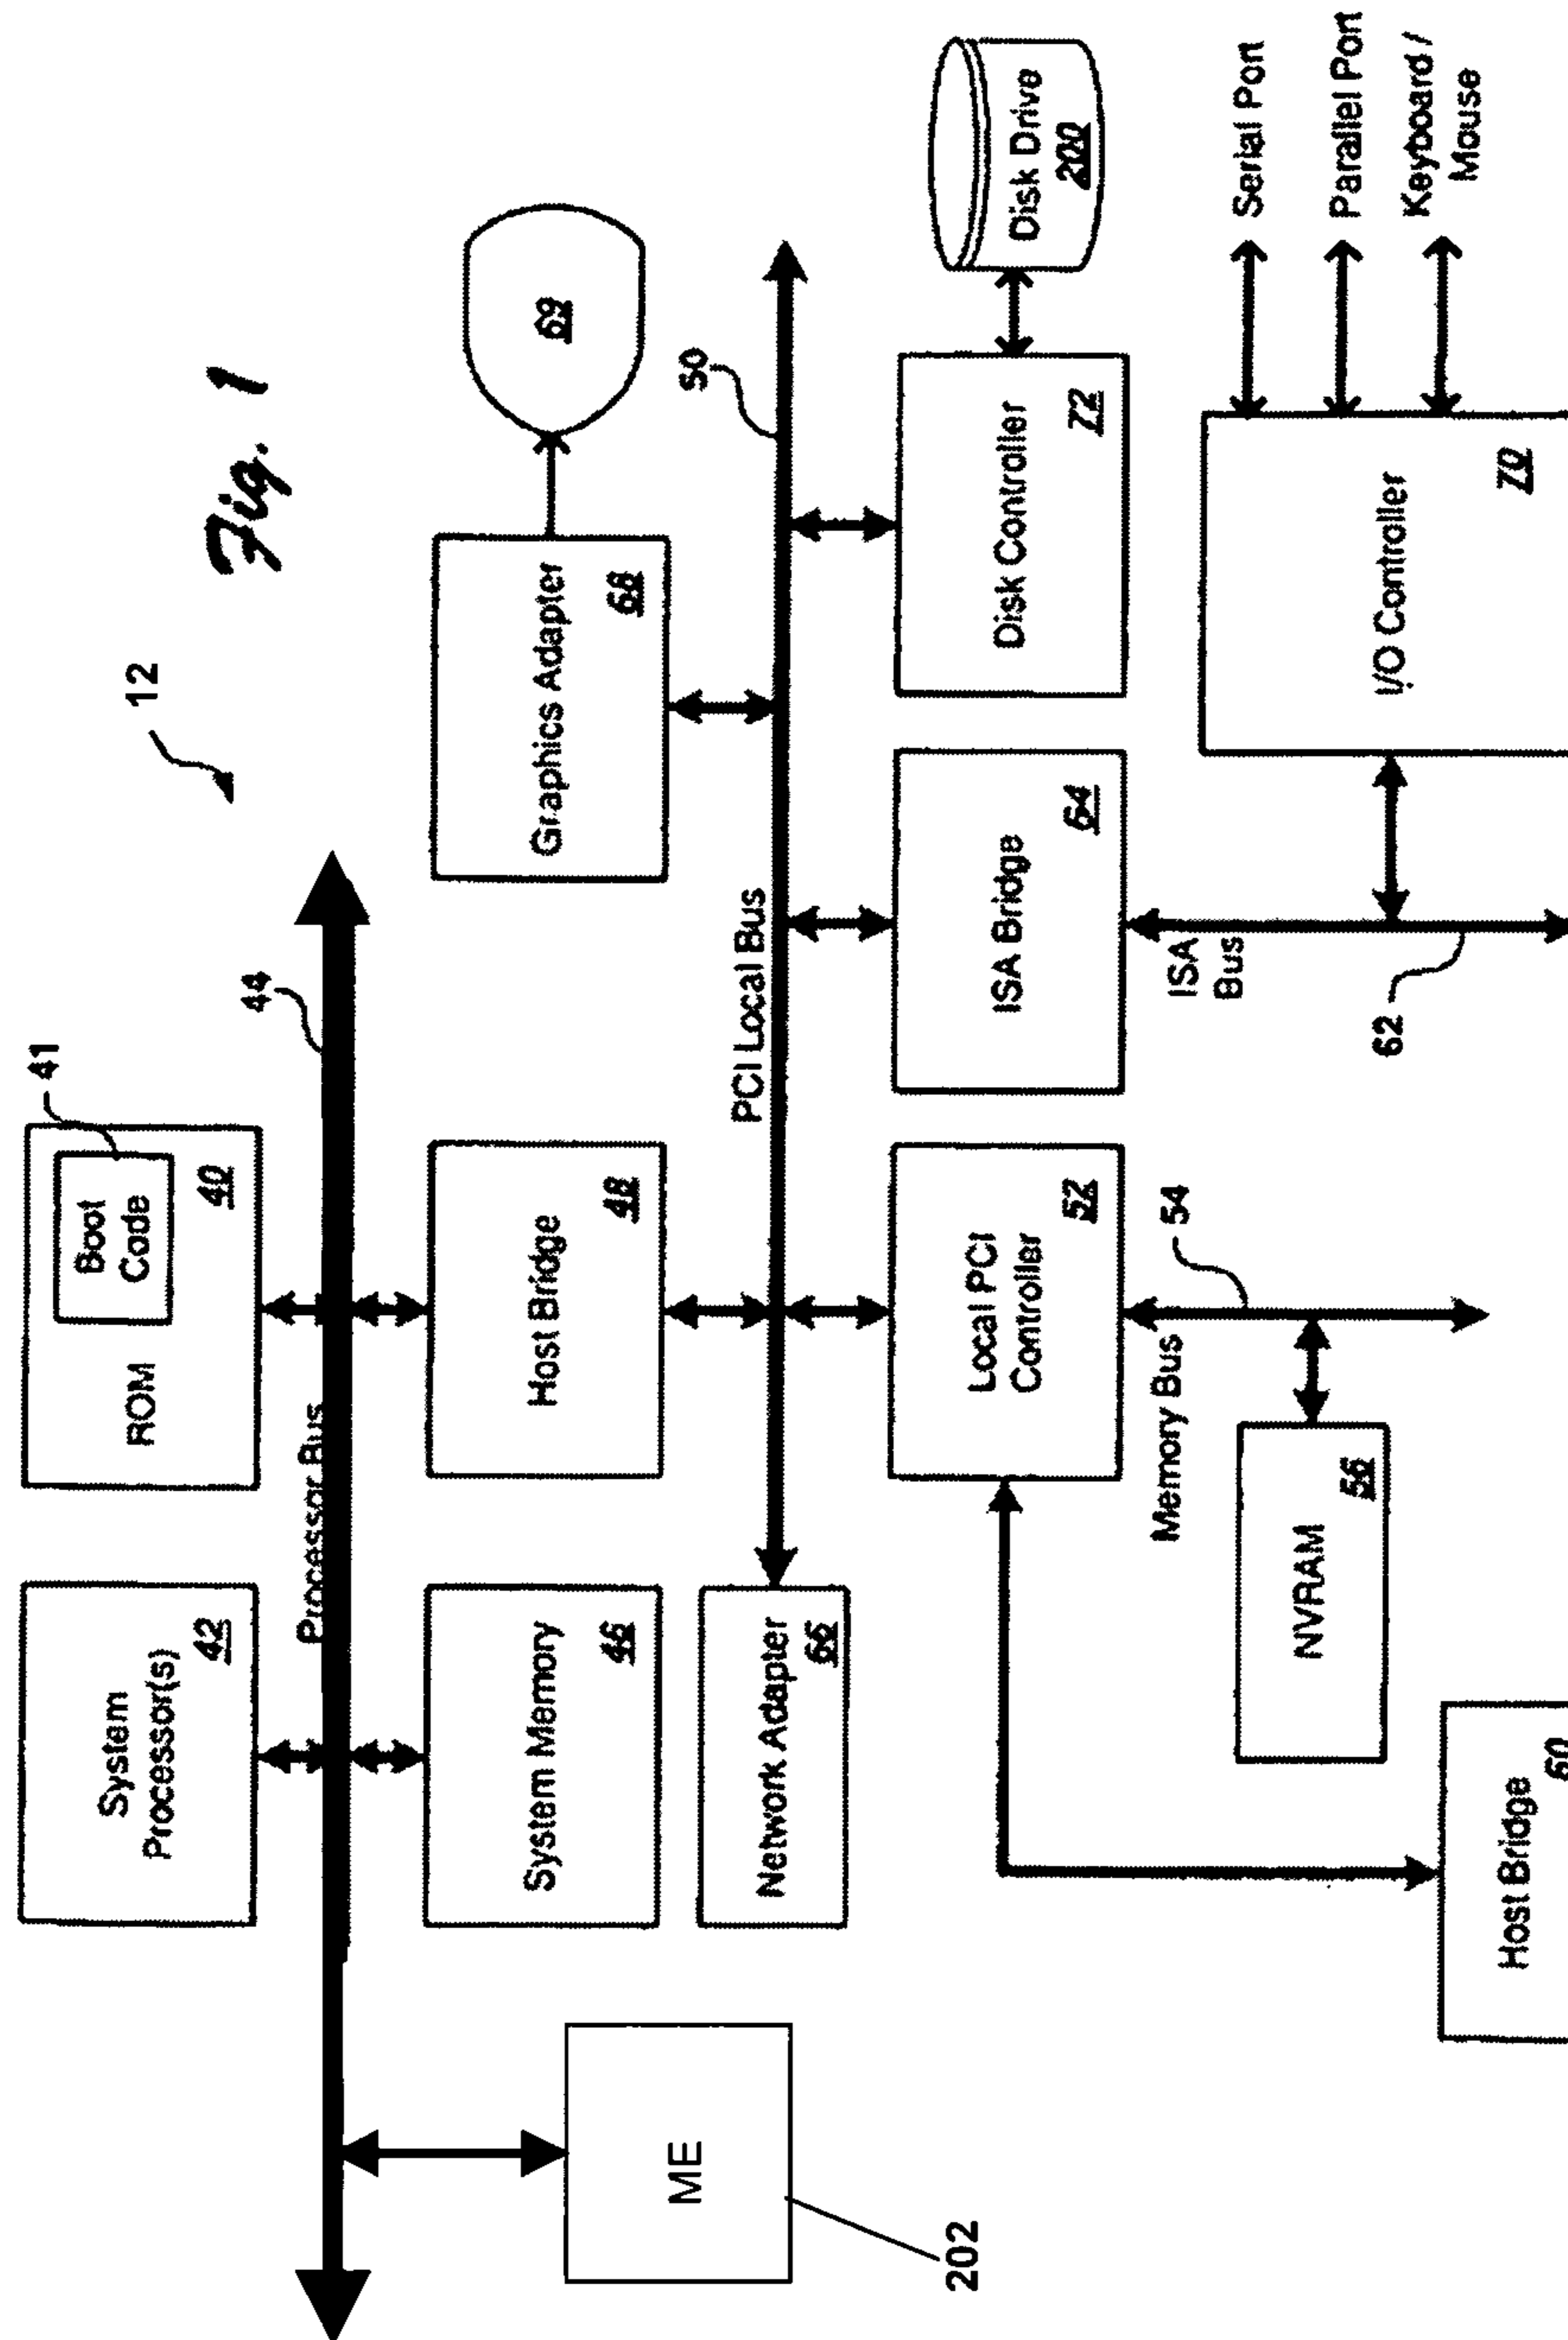 Fig. 1
12
System
Processor(s)
42
ROM
Boot
Code
40
41
Processor Bus
44
ME
202
System Memory
46
Host Bridge
48
Graphics Adapter
68
69
Network Adapter
66
PCI Local Bus
50
Local PCI
Controller
52
ISA Bridge
64
Disk Controller
72
Disk Drive
200
Memory Bus
54
ISA
Bus
62
NVRAM
56
Host Bridge
60
I/O Controller
70
Serial Port
Parallel Port
Keyboard /
Mouse